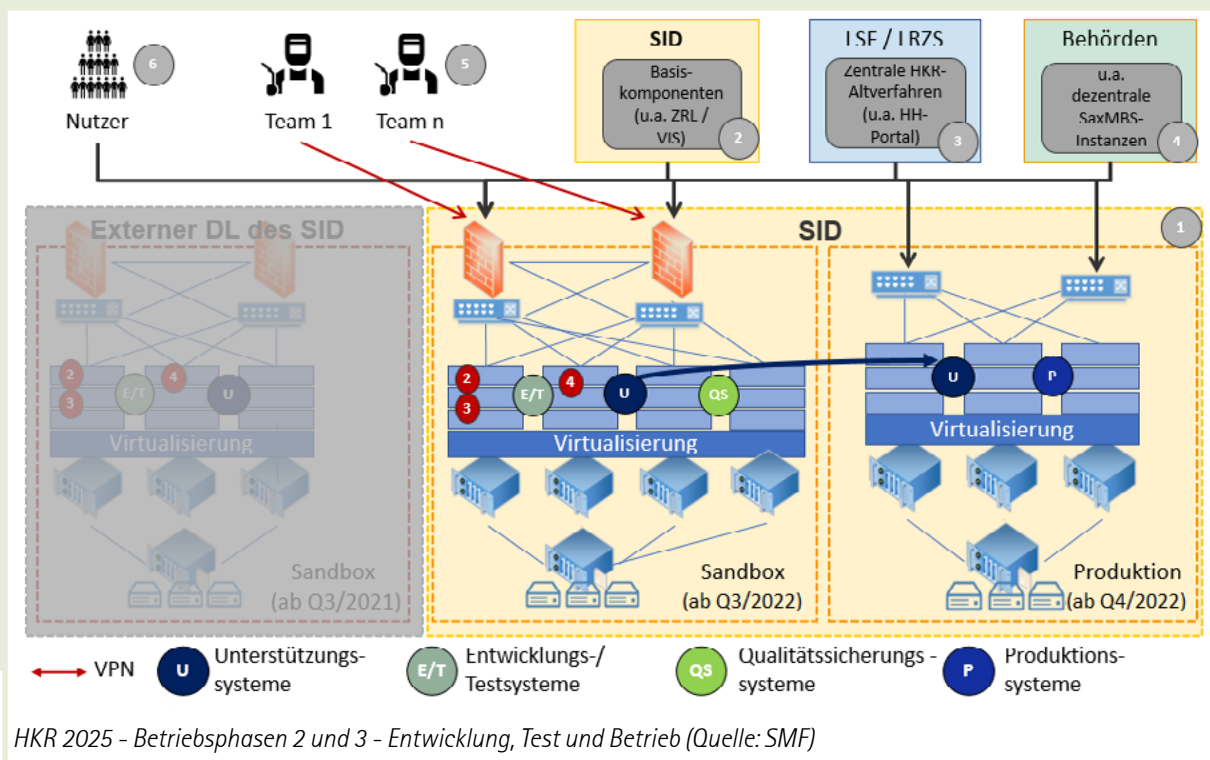 6
Nutzer
Team 1
5
Team n
SID
Basis-
komponenten
(u.a. ZRL /
VIS)
2
LSF / LRZS
Zentrale HKR-
Altverfahren
(u.a. HH-
Portal)
3
Behörden
u.a.
dezentrale
SaxMBS-
Instanzen
4
Externer DL des SID
SID
1
2
3
E/T
4
U
Virtualisierung
Sandbox
(ab Q3/2021)
2
3
E/T
4
U
QS
Virtualisierung
Sandbox
(ab Q3/2022)
U
P
Virtualisierung
Produktion
(ab Q4/2022)
VPN
U
Unterstützungs-
systeme
E/T
Entwicklungs-/
Testsysteme
QS
Qualitätssicherungs -
systeme
P
Produktions-
systeme
HKR 2025 - Betriebsphasen 2 und 3 - Entwicklung, Test und Betrieb (Quelle: SMF)